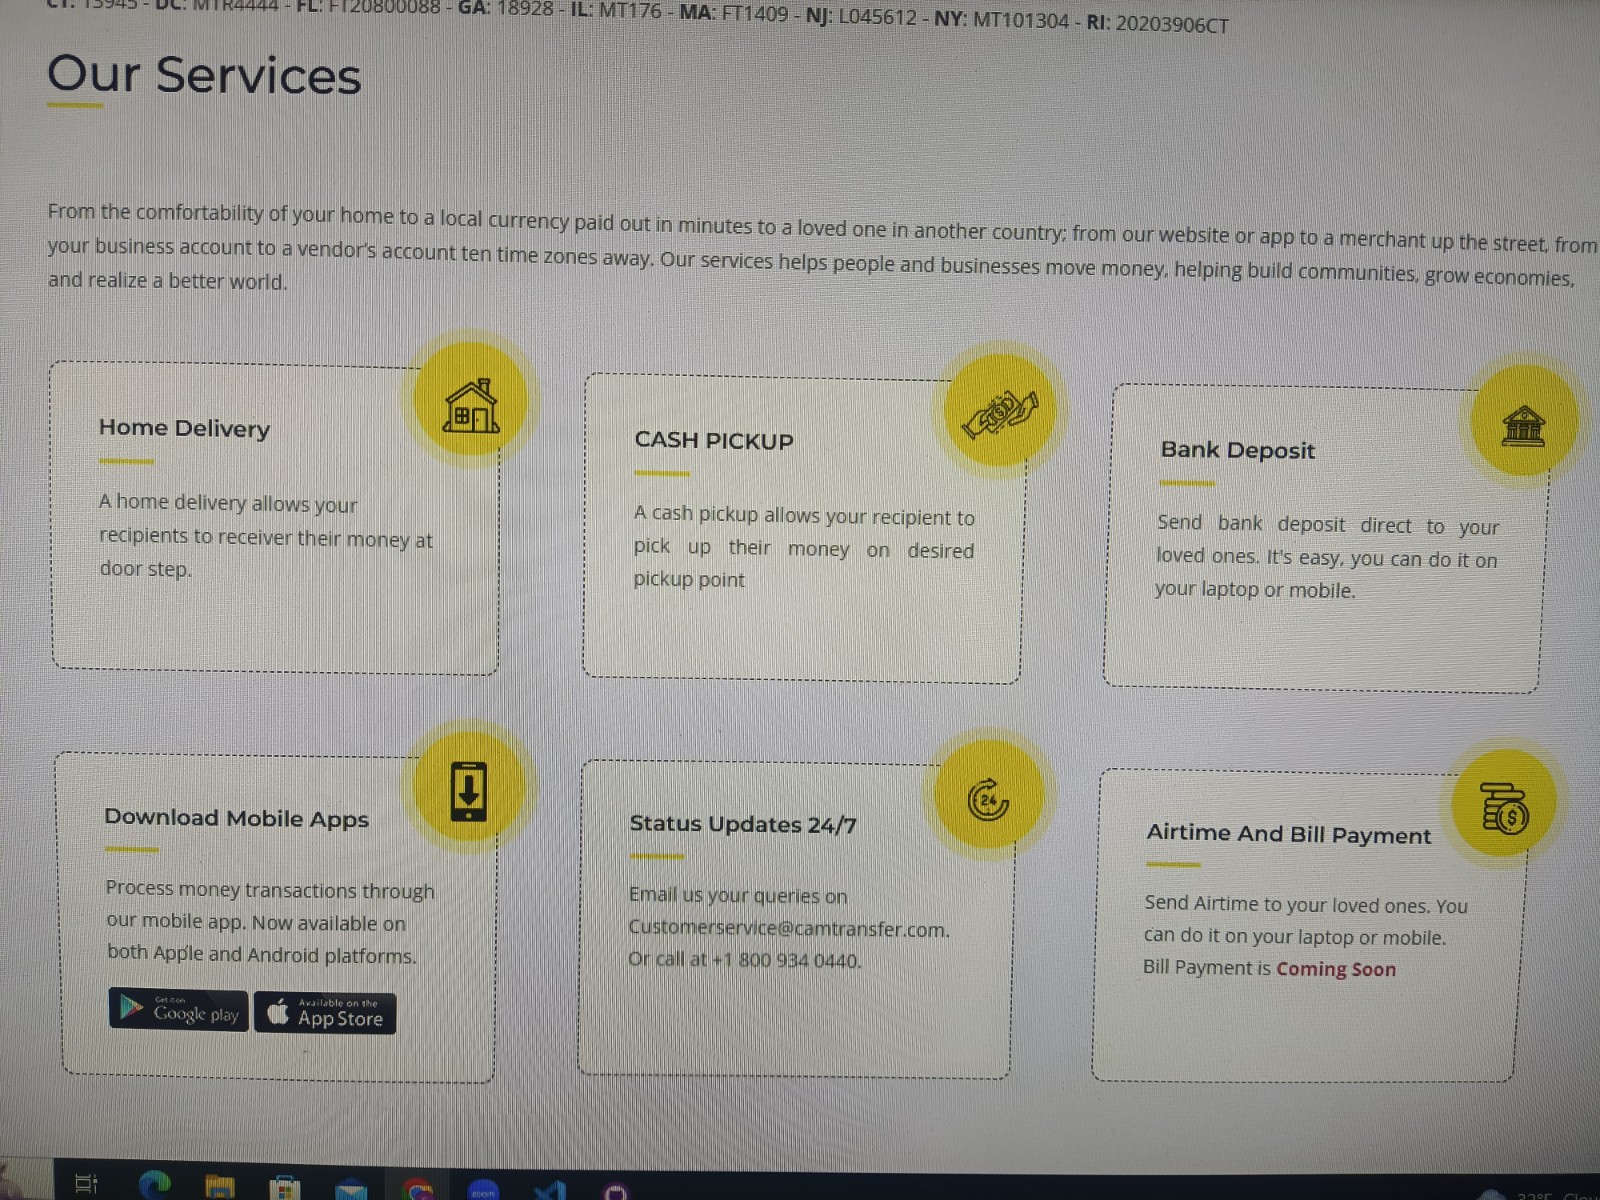 CT: 15945 - DC: MTR4444 - FL: FT20800088 - GA: 18928 - IL: MT176 - MA: FT1409 - NJ: L045612 - NY: MT101304 - RI: 20203906CT
Our Services
From the comfortability of your home to a local currency paid out in minutes to a loved one in another country; from our website or app to a merchant up the street, from
your business account to a vendor's account ten time zones away. Our services helps people and businesses move money, helping build communities, grow economies,
and realize a better world.
Home Delivery
A home delivery allows your
recipients to receiver their money at
door step.
CASH PICKUP
A cash pickup allows your recipient to
pick up their money on desired
pickup point
Bank Deposit
Send bank deposit direct to your
loved ones. It's easy, you can do it on
your laptop or mobile.
Download Mobile Apps
Process money transactions through
our mobile app. Now available on
both Apple and Android platforms.
Get it on
Google play
Available on the
App Store
Status Updates 24/7
24
Email us your queries on
Customerservice@camtransfer.com.
Or call at +1 800 934 0440.
Airtime And Bill Payment
Send Airtime to your loved ones. You
can do it on your laptop or mobile.
Bill Payment is Coming Soon
zoom